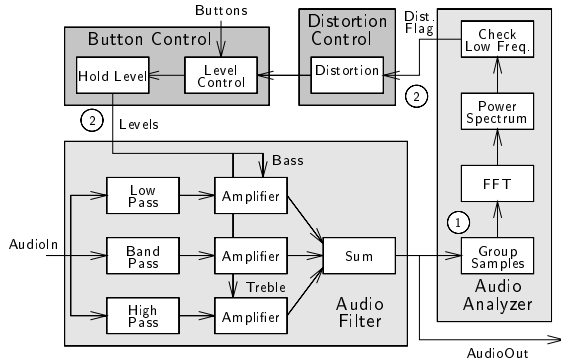 Buttons
Button Control
Hold Level
Level
Control
Distortion
Control
Distortion
Dist.
Flag
Check
Low Freq.
Power
Spectrum
FFT
Group
Samples
Audio
Analyzer
1
2
2
Levels
Bass
Low
Pass
Amplifier
AudioIn
Band
Pass
Amplifier
Sum
Treble
High
Pass
Amplifier
Audio
Filter
AudioOut